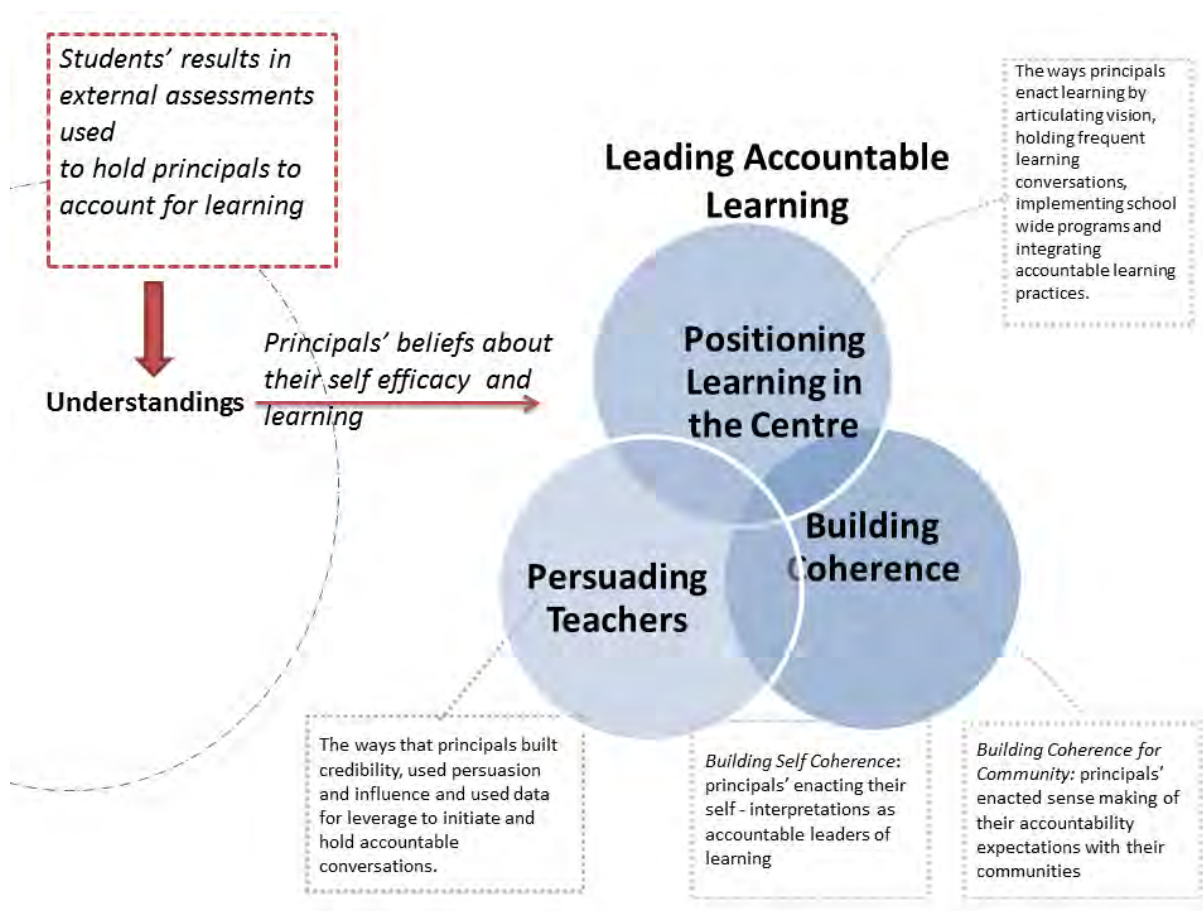 Students' results in
external assessments
used
to hold principals to
account for learning
Understandings
Principals' beliefs about
their self efficacy and
learning
Leading Accountable
Learning
The ways principals
enact learning by
articulating vision,
holding frequent
learning
conversations,
implementing school
wide programs and
integrating
accountable learning
practices.
Positioning
Learning in
the Centre
Building
Coherence
Persuading
Teachers
The ways that principals built
credibility, used persuasion
and influence and used data
for leverage to initiate and
hold accountable
conversations.
Building Self Coherence:
principals' enacting their
self - interpretations as
accountable leaders of
learning
Building Coherence for
Community: principals'
enacted sense making of
their accountability
expectations with their
communities